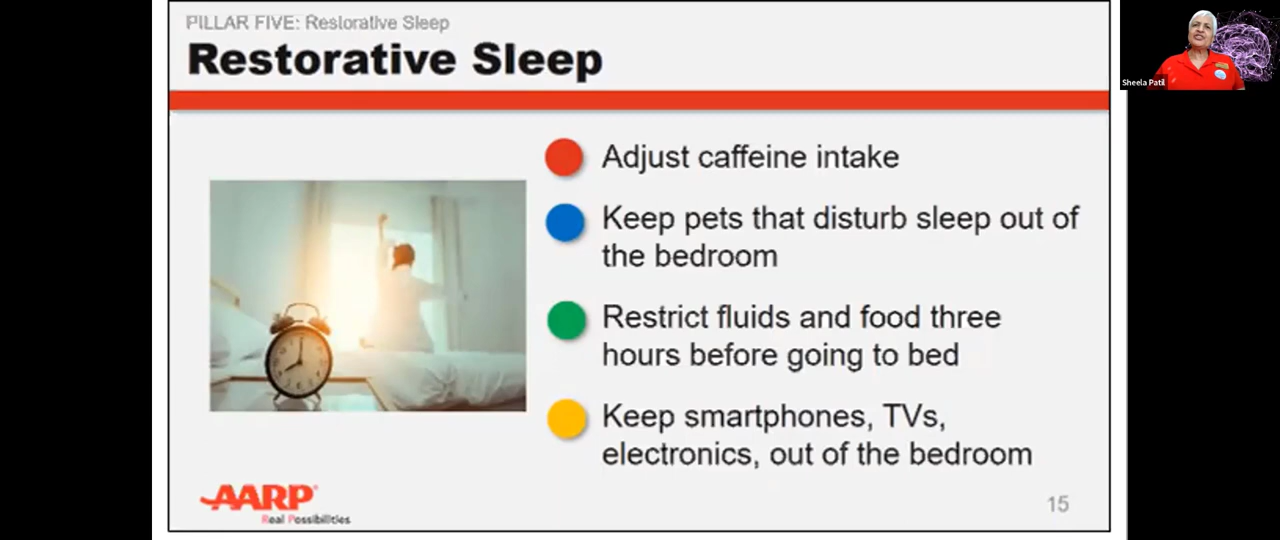 PILLAR FIVE: Restorative Sleep
Restorative Sleep
Adjust caffeine intake
Keep pets that disturb sleep out of
the bedroom
Restrict fluids and food three
hours before going to bed
Keep smartphones, TVs,
electronics, out of the bedroom
AARP
Real Possibilities
15
Sheela Patil